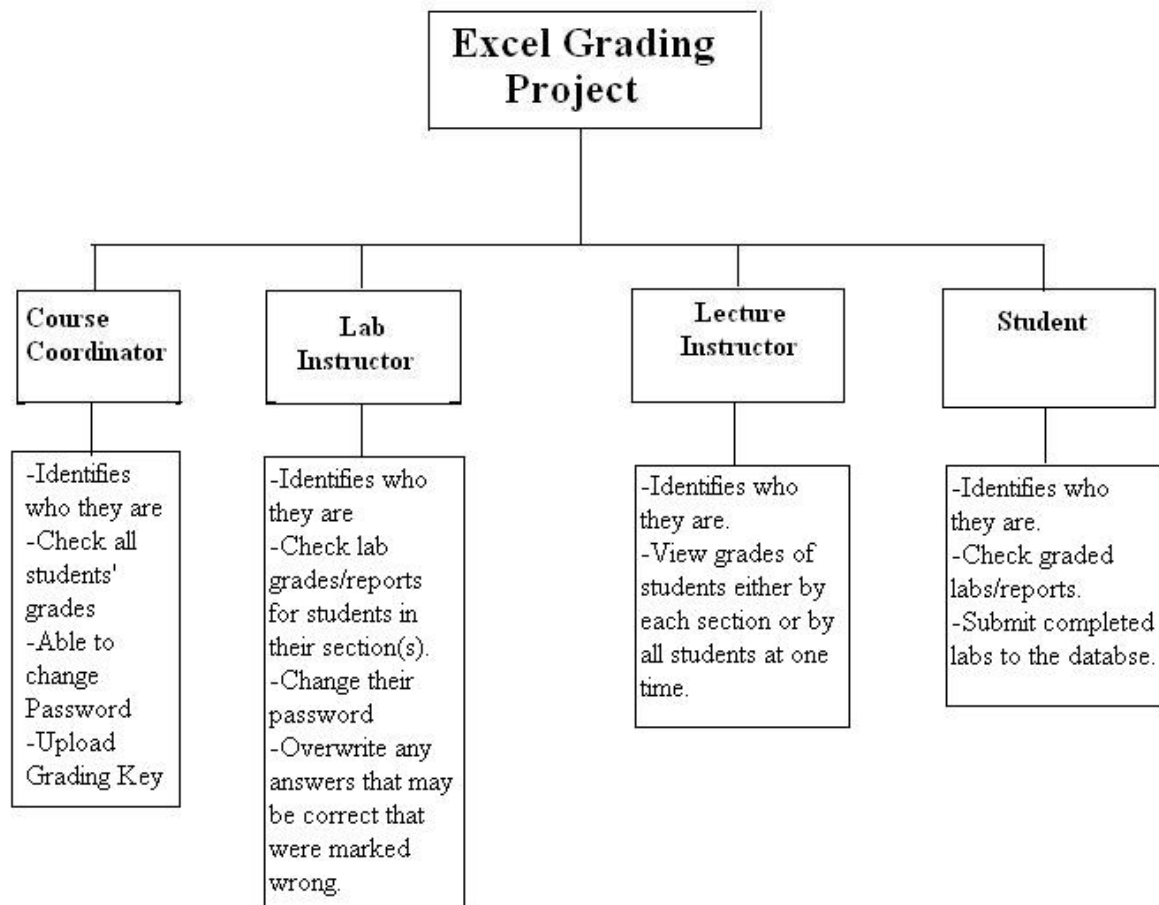 Excel Grading
Project
Course
Coordinator
Lab
Instructor
Lecture
Instructor
Student
-Identifies
who they are
-Check all
students'
grades
-Able to
change
Password
-Upload
Grading Key
-Identifies who
they are
-Check lab
grades/reports
for students in
their section(s).
-Change their
password
-Overwrite any
answers that may
be correct that
were marked
wrong.
-Identifies who
they are.
-View grades of
students either by
each section or by
all students at one
time.
-Identifies who
they are.
-Check graded
labs/reports.
-Submit completed
labs to the databse.